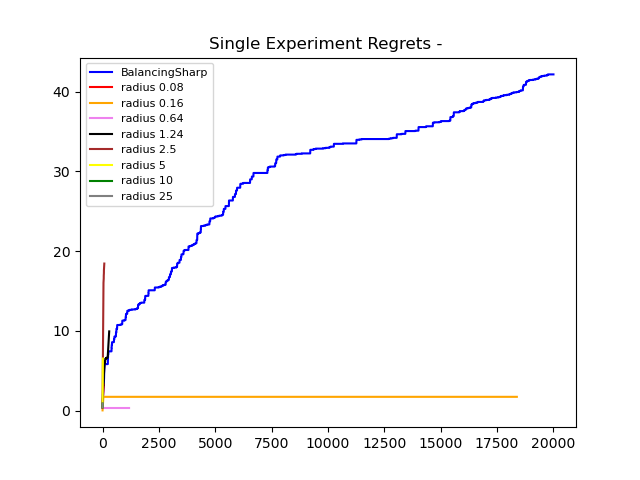 Single Experiment Regrets -
BalancingSharp
radius 0.08
radius 0.16
radius 0.64
radius 1.24
radius 2.5
radius 5
radius 10
radius 25
40
30
20
10
0
0 2500 5000 7500 10000 12500 15000 17500 20000